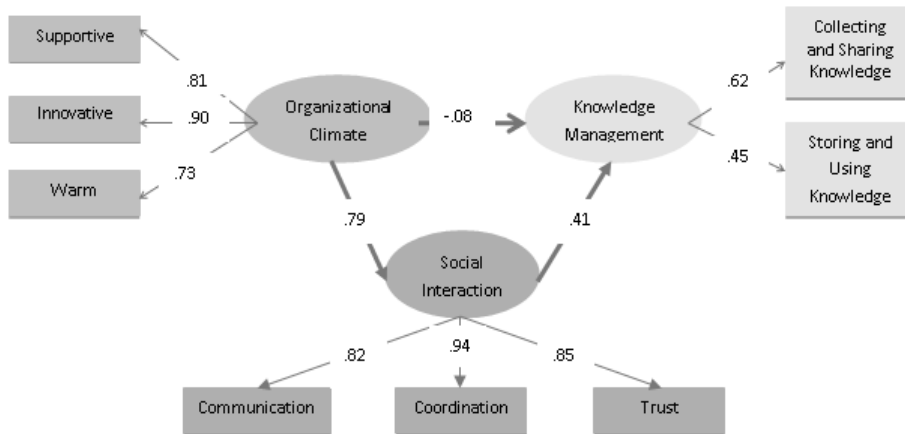 Supportive
Innovative
Warm
.81
.90
.73
Organizational
Climate
-.08
Knowledge
Management
.62
.45
Collecting
and Sharing
Knowledge
Storing and
Using
Knowledge
.79
.41
Social
Interaction
.82
.94
.85
Communication
Coordination
Trust